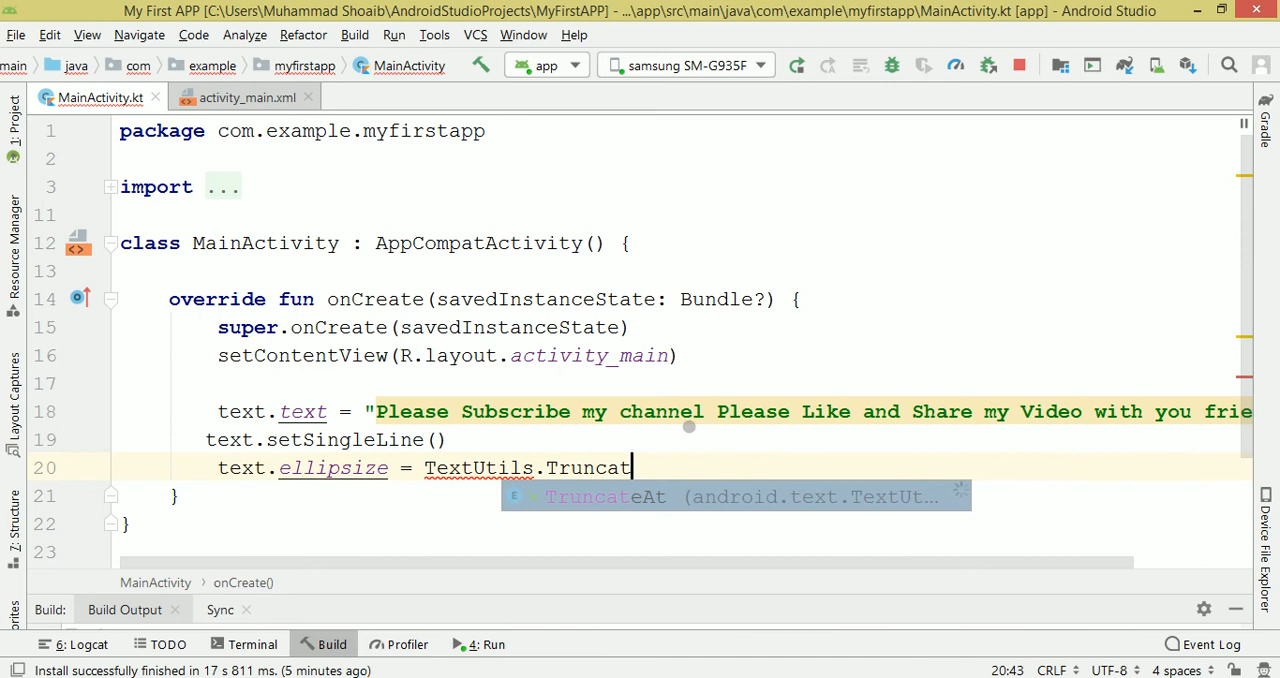 My First APP [C:\Users\Muhammad Shoaib\AndroidStudioProjects\MyFirstAPP] - ...\app\src\main\java\com\example\myfirstapp\MainActivity.kt [app] - Android Studio
File Edit View Navigate Code Analyze Refactor Build Run Tools VCS Window Help
main java com example myfirstapp MainActivity app samsung SM-G935F
MainActivity.kt activity_main.xml
1 package com.example.myfirstapp
2
3 import ...
11
12 class MainActivity : AppCompatActivity() {
13
14 override fun onCreate(savedInstanceState: Bundle?) {
15 super.onCreate(savedInstanceState)
16 setContentView(R.layout.activity_main)
17
18 text.text = "Please Subscribe my channel Please Like and Share my Video with you frie
19 text.setSingleLine()
20 text.ellipsize = TextUtils.Truncat
TruncateAt (android.text.TextUt...
21 }
22 }
23
1: Project
Resource Manager
Layout Captures
7: Structure
orites
Gradle
Device File Explorer
MainActivity › onCreate()
Build: Build Output Sync
6: Logcat TODO Terminal Build Profiler 4: Run Event Log
Install successfully finished in 17 s 811 ms. (5 minutes ago) 20:43 CRLF UTF-8 4 spaces